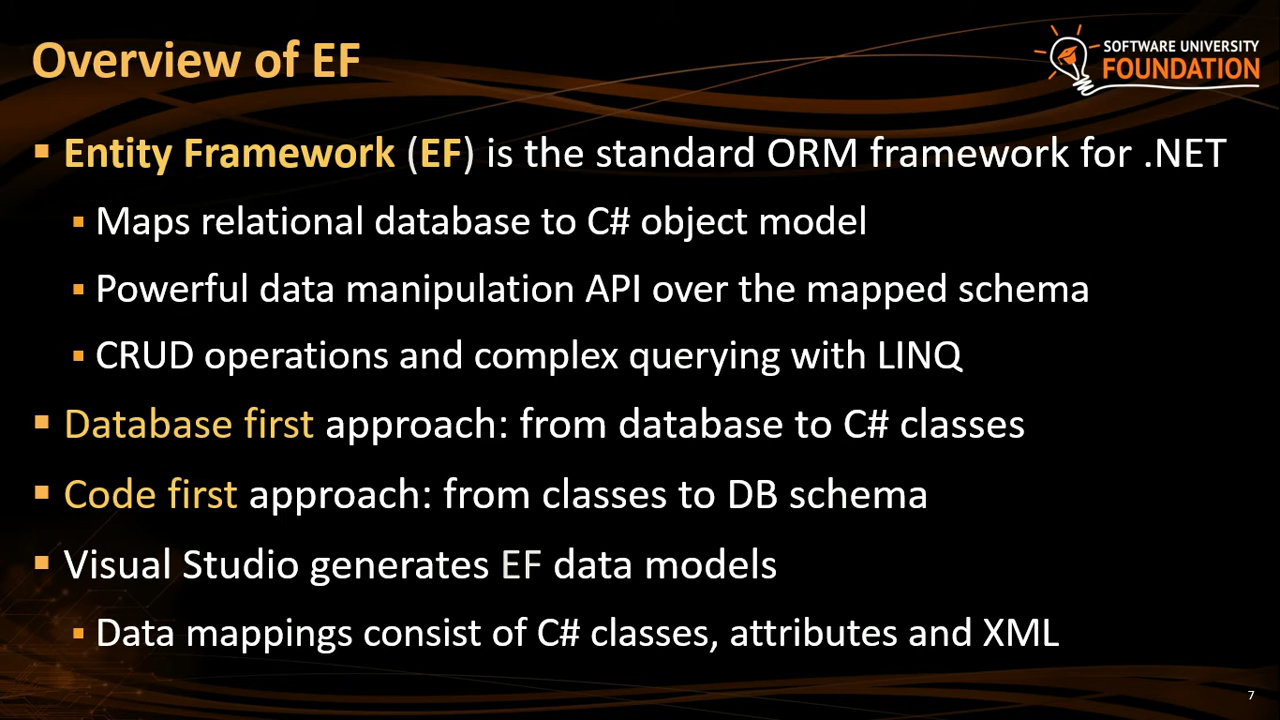 Overview of EF
SOFTWARE UNIVERSITY
FOUNDATION
▪ Entity Framework (EF) is the standard ORM framework for .NET
▪ Maps relational database to C# object model
▪ Powerful data manipulation API over the mapped schema
▪ CRUD operations and complex querying with LINQ
▪ Database first approach: from database to C# classes
▪ Code first approach: from classes to DB schema
▪ Visual Studio generates EF data models
▪ Data mappings consist of C# classes, attributes and XML
7